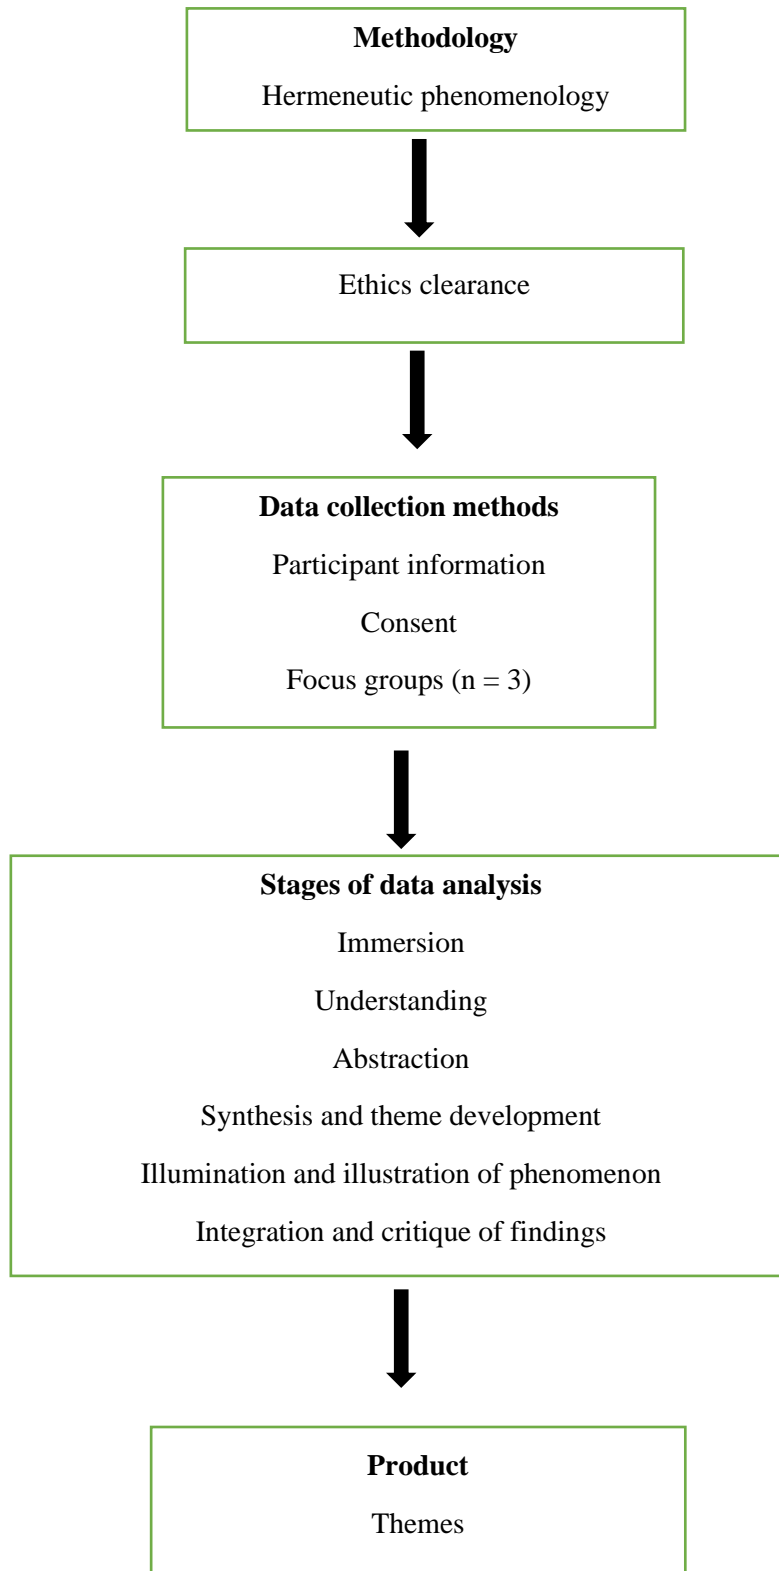 Methodology
Hermeneutic phenomenology
Ethics clearance
Data collection methods
Participant information
Consent
Focus groups (n = 3)
Stages of data analysis
Immersion
Understanding
Abstraction
Synthesis and theme development
Illumination and illustration of phenomenon
Integration and critique of findings
Product
Themes